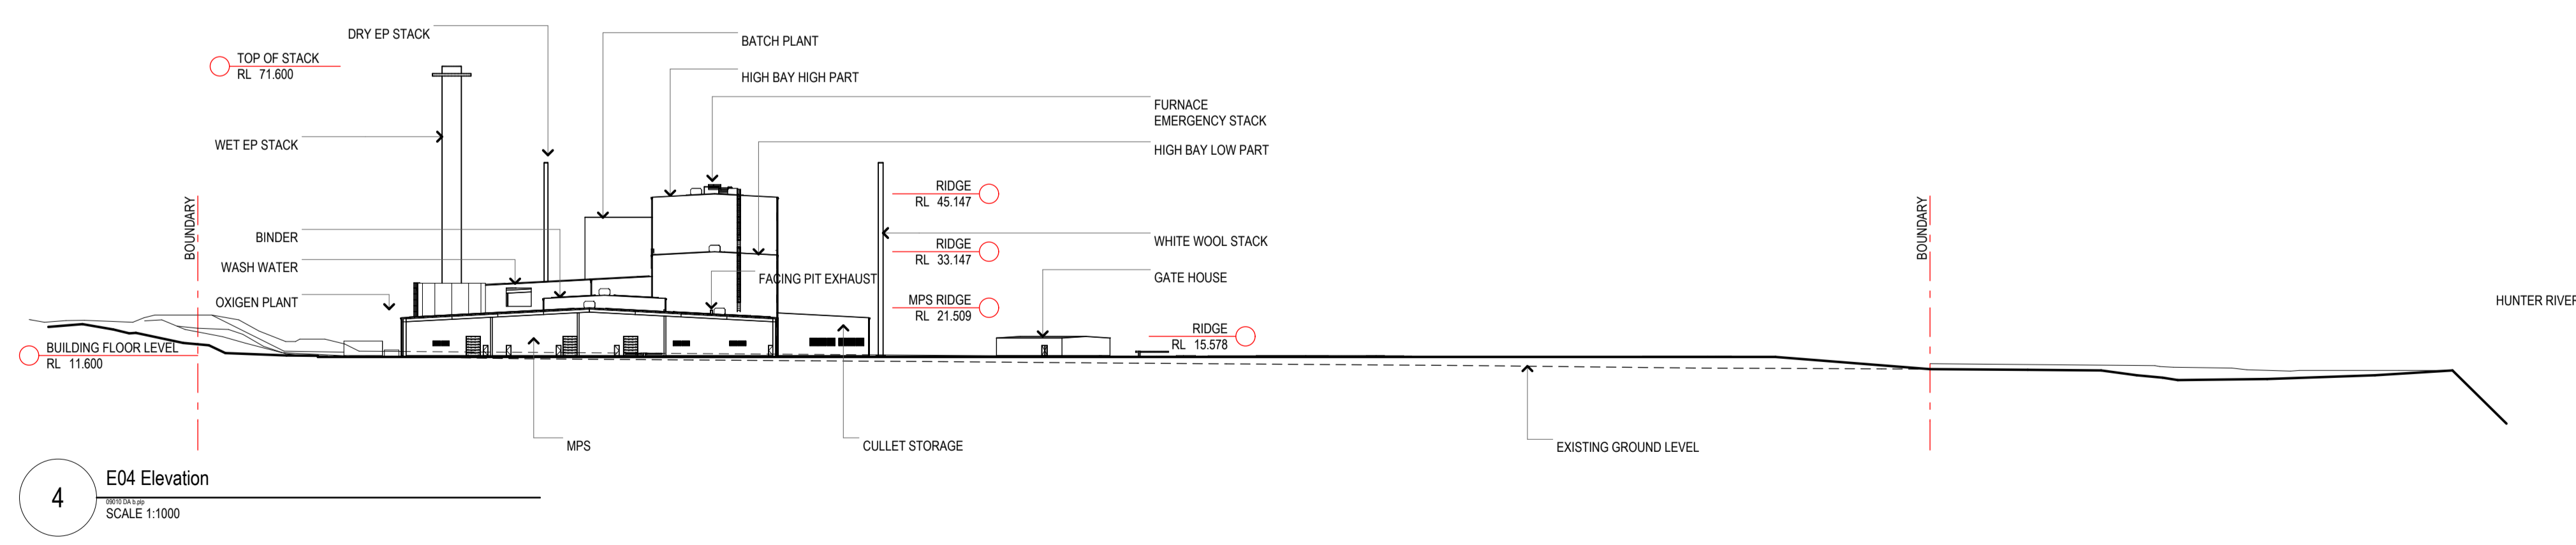 DRY EP STACK
BATCH PLANT
TOP OF STACK
RL 71.600
HIGH BAY HIGH PART
FURNACE
EMERGENCY STACK
WET EP STACK
HIGH BAY LOW PART
RIDGE
RL 45.147
BOUNDARY
BOUNDARY
BINDER
RIDGE
RL 33.147
WHITE WOOL STACK
WASH WATER
FACING PIT EXHAUST
GATE HOUSE
OXIGEN PLANT
MPS RIDGE
RL 21.509
HUNTER RIVER
RIDGE
RL 15.578
BUILDING FLOOR LEVEL
RL 11.600
MPS
CULLET STORAGE
EXISTING GROUND LEVEL
4
E04 Elevation
09010 DA b.plp
SCALE 1:1000